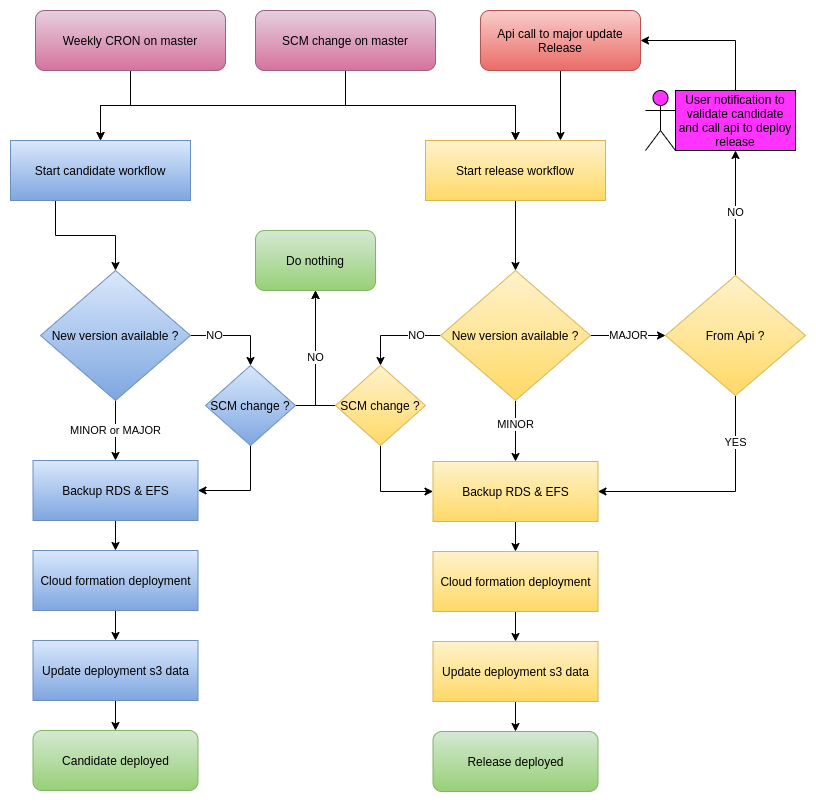 Weekly CRON on master
SCM change on master
Api call to major update
Release
User notification to
validate candidate
and call api to deploy
release
Start candidate workflow
Start release workflow
NO
Do nothing
New version available ?
NO
NO
New version available ?
MAJOR
From Api ?
NO
SCM change ?
SCM change ?
MINOR or MAJOR
MINOR
YES
Backup RDS & EFS
Backup RDS & EFS
Cloud formation deployment
Cloud formation deployment
Update deployment s3 data
Update deployment s3 data
Candidate deployed
Release deployed